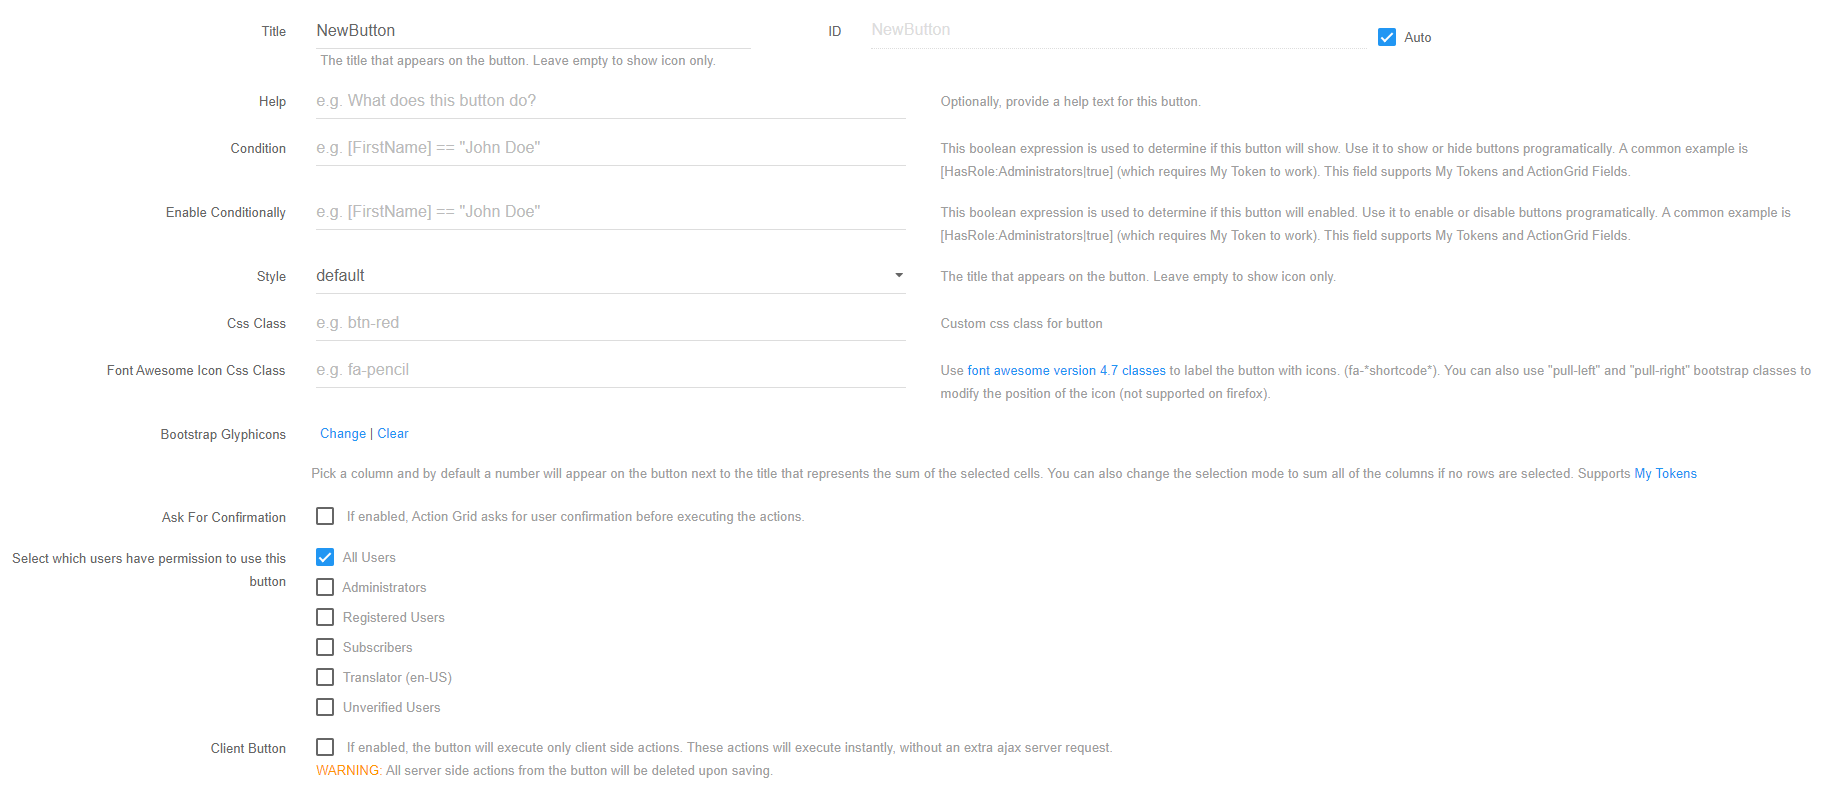 Title NewButton ID NewButton Auto
The title that appears on the button. Leave empty to show icon only.
Help e.g. What does this button do? Optionally, provide a help text for this button.
Condition e.g. [FirstName] == "John Doe" This boolean expression is used to determine if this button will show. Use it to show or hide buttons programatically. A common example is
[HasRole:Administrators|true] (which requires My Token to work). This field supports My Tokens and ActionGrid Fields.
Enable Conditionally e.g. [FirstName] == "John Doe" This boolean expression is used to determine if this button will enabled. Use it to enable or disable buttons programatically. A common example is
[HasRole:Administrators|true] (which requires My Token to work). This field supports My Tokens and ActionGrid Fields.
Style default The title that appears on the button. Leave empty to show icon only.
Css Class e.g. btn-red Custom css class for button
Font Awesome Icon Css Class e.g. fa-pencil Use font awesome version 4.7 classes to label the button with icons. (fa-*shortcode*). You can also use "pull-left" and "pull-right" bootstrap classes to
modify the position of the icon (not supported on firefox).
Bootstrap Glyphicons Change | Clear
Pick a column and by default a number will appear on the button next to the title that represents the sum of the selected cells. You can also change the selection mode to sum all of the columns if no rows are selected. Supports My Tokens
Ask For Confirmation If enabled, Action Grid asks for user confirmation before executing the actions.
Select which users have permission to use this All Users
button Administrators
Registered Users
Subscribers
Translator (en-US)
Unverified Users
Client Button If enabled, the button will execute only client side actions. These actions will execute instantly, without an extra ajax server request.
WARNING: All server side actions from the button will be deleted upon saving.